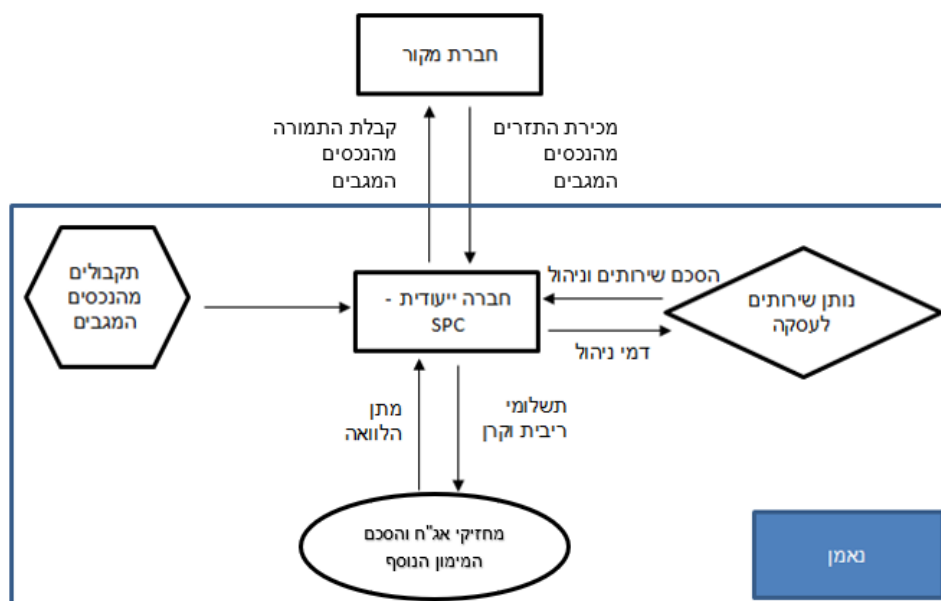 חברת מקור
קבלת התמורה
מהנכסים
המגבים
מכירת התזרים
מהנכסים
המגבים
תקבולים
מהנכסים
המגבים
חברה ייעודית -
SPC
הסכם שירותים וניהול
דמי ניהול
נותן שירותים
לעסקה
מתן
הלוואה
תשלומי
ריבית וקרן
מחזיקי אג"ח והסכם
המימון הנוסף
נאמן